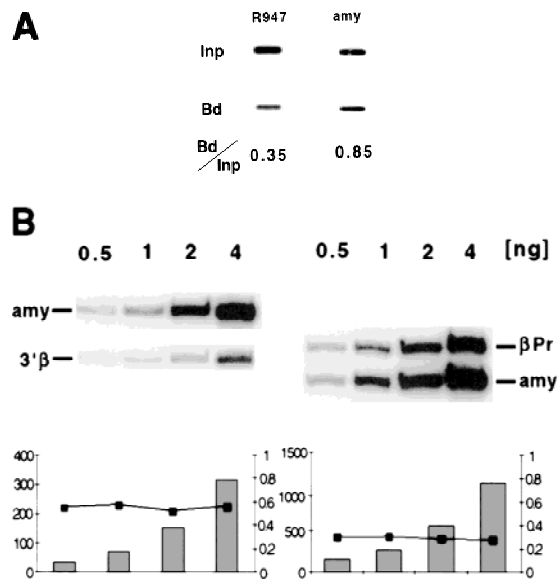 A
R947 amy
Inp
Bd
Bd/Inp 0.35 0.85
B
0.5 1 2 4 0.5 1 2 4 [ng]
amy
3'β
βPr
amy
400 1 1500 1
300 0.8 0.8
200 0.6 1000 0.6
100 0.4 500 0.4
0.2 0.2
0 0 0 0